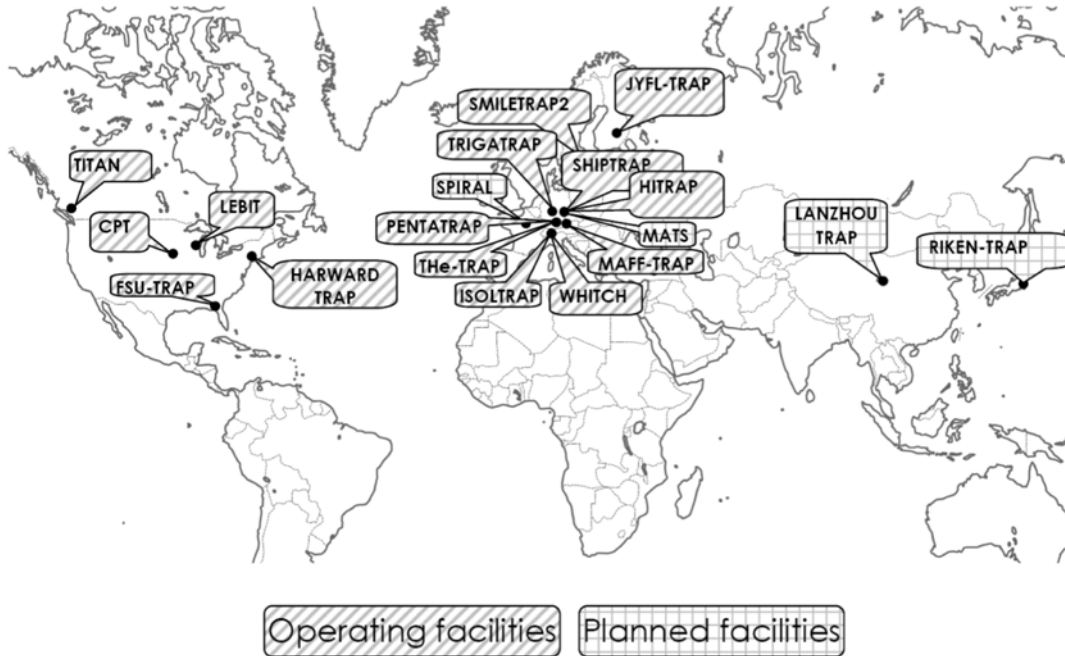 JYFL-TRAP
SMILETRAP2
TRIGATRAP
SHIPTRAP
TITAN
SPIRAL
HITRAP
LEBIT
CPT
PENTATRAP
MATS
LANZHOU
TRAP
RIKEN-TRAP
THe-TRAP
MAFF-TRAP
HARWARD
TRAP
FSU-TRAP
ISOLTRAP
WHITCH
Operating facilities
Planned facilities